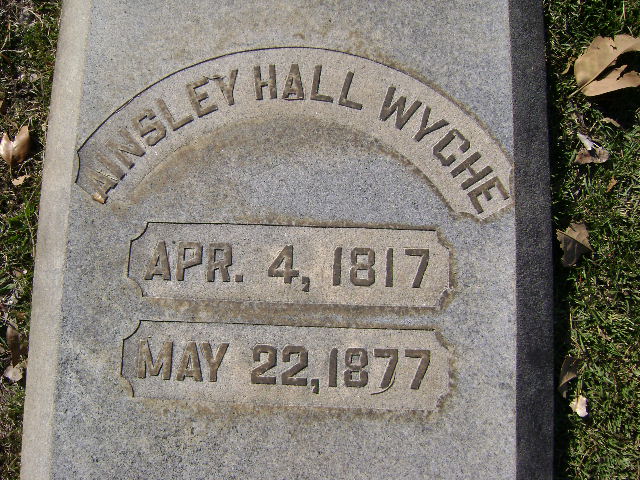 AINSLEY HALL WYCHE
APR. 4, 1817
MAY 22, 1877